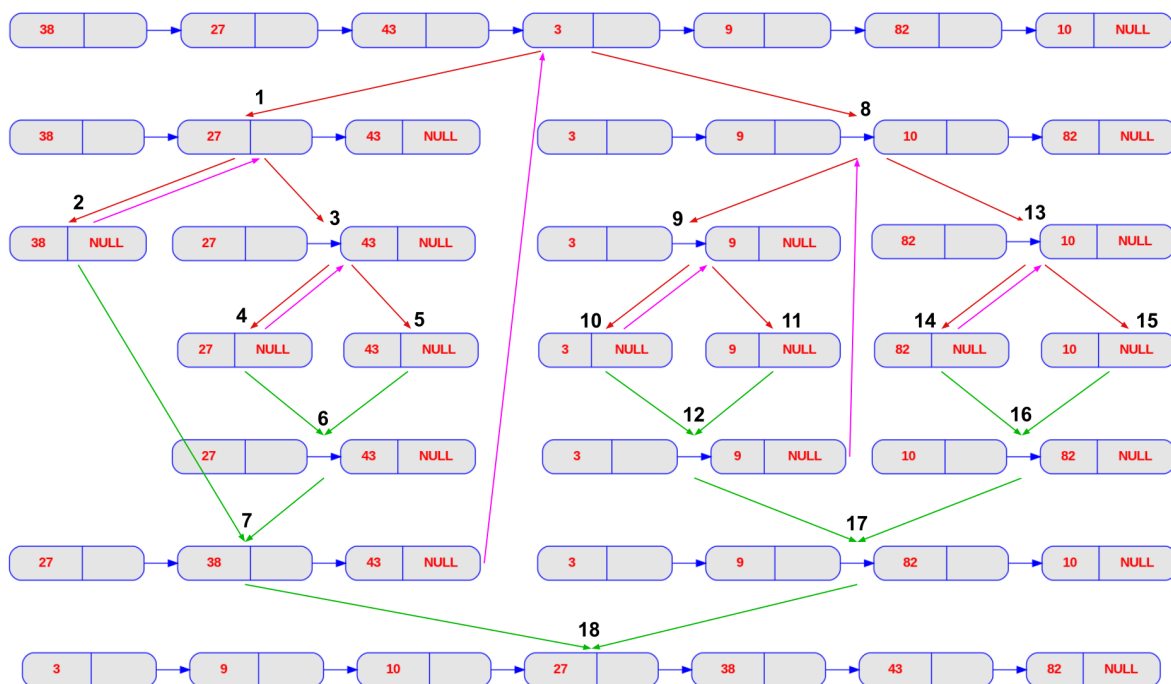 38 27 43 3 9 82 10 NULL
1 8
38 27 43 NULL 3 9 10 82 NULL
2 3 9 13
38 NULL 27 43 NULL 3 9 NULL 82 10 NULL
4 5 10 11 14 15
27 NULL 43 NULL 3 NULL 9 NULL 82 NULL 10 NULL
6 12 16
27 43 NULL 3 9 NULL 10 82 NULL
7 17
27 38 43 NULL 3 9 82 10 NULL
18
3 9 10 27 38 43 82 NULL